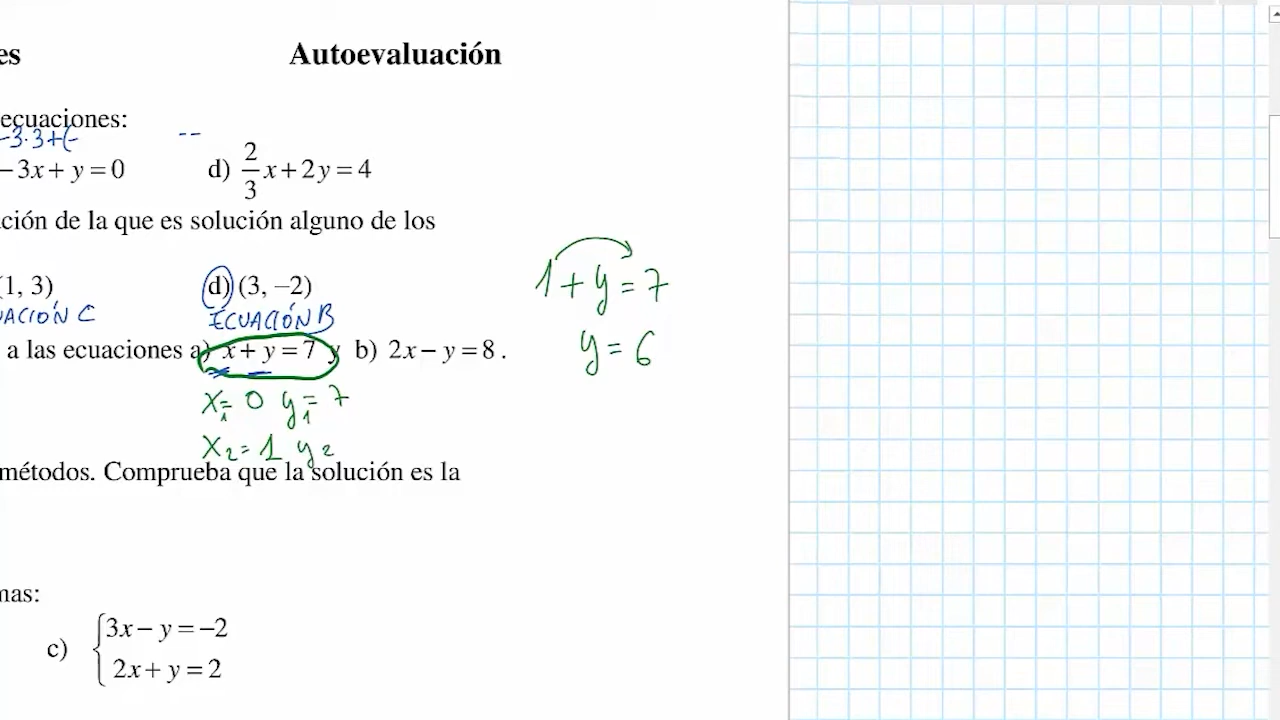 es Autoevaluación
ecuaciones:
-3·3+(-
− 3x + y = 0 d) 2/3 x + 2y = 4
ción de la que es solución alguno de los
(1, 3) d) (3, −2)
UACIÓN C ECUACIÓN B
a las ecuaciones a) x + y = 7 y b) 2x − y = 8.
x₁ = 0 y₁ = 7
x₂ = 1 y₂
1 + y = 7
y = 6
métodos. Comprueba que la solución es la
mas:
c) { 3x − y = −2
2x + y = 2